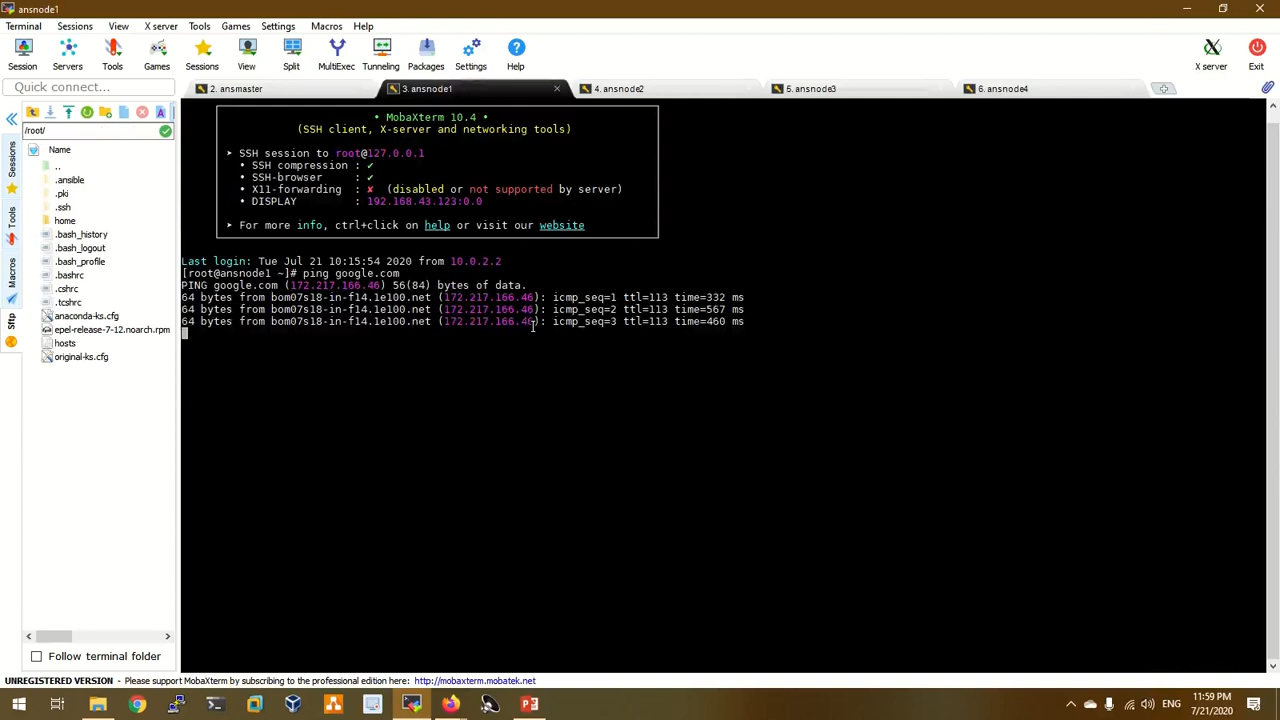 ansnode1
Terminal Sessions View X server Tools Games Settings Macros Help
Session Servers Tools Games Sessions View Split MultiExec Tunneling Packages Settings Help X server Exit
Quick connect...
2. ansmaster
3. ansnode1
4. ansnode2
5. ansnode3
6. ansnode4
Sessions
Tools
Macros
Sftp
/root/
Name
..
.ansible
.pki
.ssh
home
.bash_history
.bash_logout
.bash_profile
.bashrc
.cshrc
.tcshrc
anaconda-ks.cfg
epel-release-7-12.noarch.rpm
hosts
original-ks.cfg
Follow terminal folder
• MobaXterm 10.4 •
(SSH client, X-server and networking tools)
➤ SSH session to root@127.0.0.1
• SSH compression : ✔
• SSH-browser : ✔
• X11-forwarding : ✘ (disabled or not supported by server)
• DISPLAY : 192.168.43.123:0.0
➤ For more info, ctrl+click on help or visit our website
Last login: Tue Jul 21 10:15:54 2020 from 10.0.2.2
[root@ansnode1 ~]# ping google.com
PING google.com (172.217.166.46) 56(84) bytes of data.
64 bytes from bom07s18-in-f14.1e100.net (172.217.166.46): icmp_seq=1 ttl=113 time=332 ms
64 bytes from bom07s18-in-f14.1e100.net (172.217.166.46): icmp_seq=2 ttl=113 time=567 ms
64 bytes from bom07s18-in-f14.1e100.net (172.217.166.46): icmp_seq=3 ttl=113 time=460 ms
UNREGISTERED VERSION - Please support MobaXterm by subscribing to the professional edition here: http://mobaxterm.mobatek.net
ENG
11:59 PM
7/21/2020